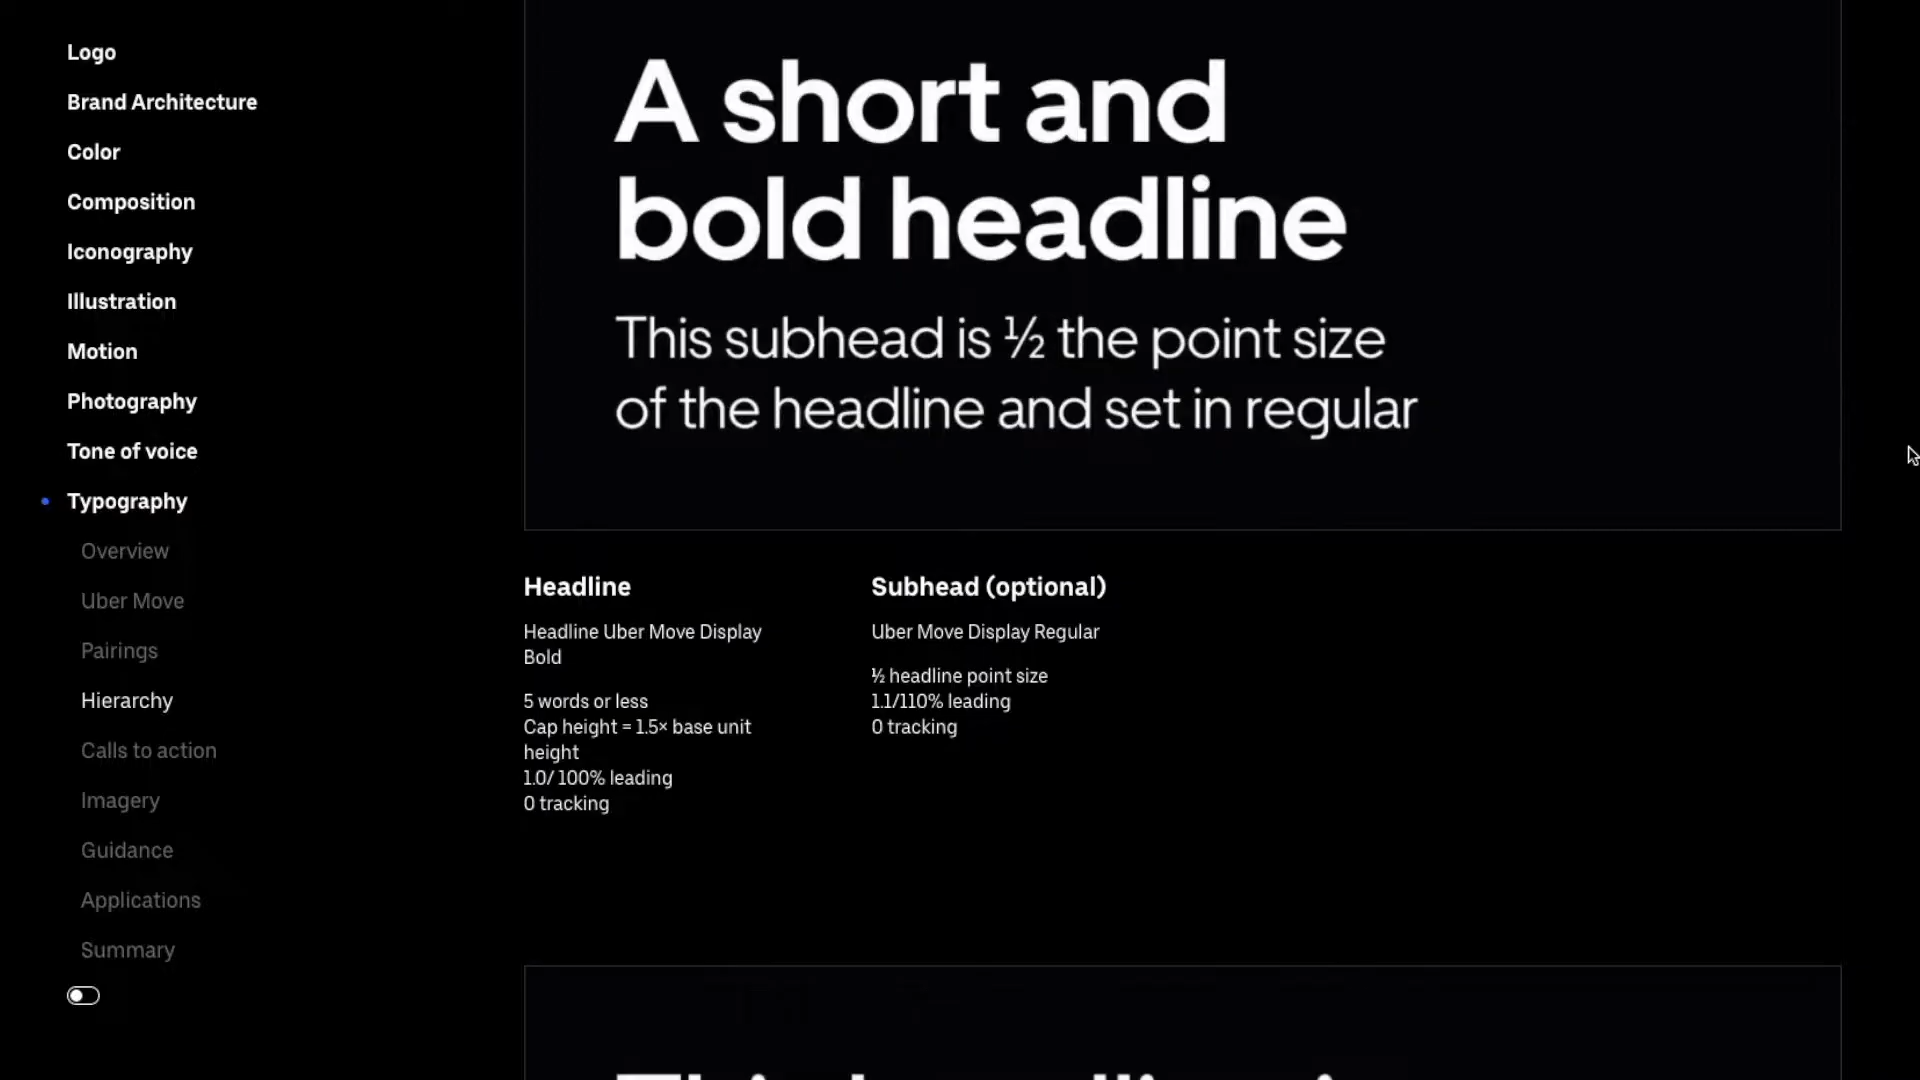 Logo
Brand Architecture
Color
Composition
Iconography
Illustration
Motion
Photography
Tone of voice
Typography
Overview
Uber Move
Pairings
Hierarchy
Calls to action
Imagery
Guidance
Applications
Summary
A short and
bold headline
This subhead is ½ the point size
of the headline and set in regular
Headline
Headline Uber Move Display
Bold
5 words or less
Cap height = 1.5× base unit
height
1.0/ 100% leading
0 tracking
Subhead (optional)
Uber Move Display Regular
½ headline point size
1.1/110% leading
0 tracking